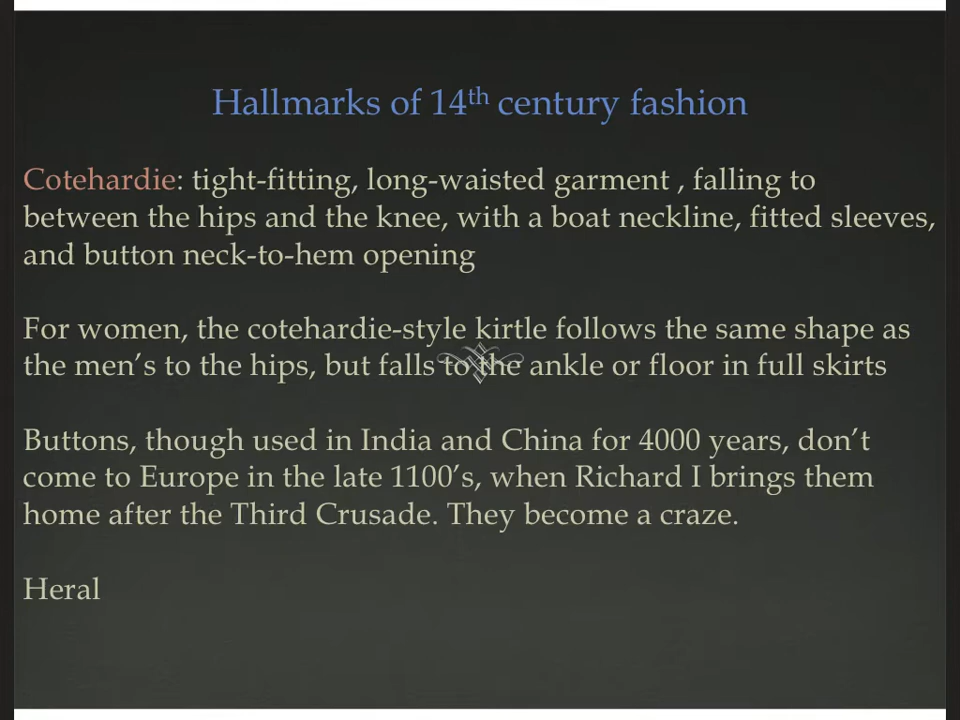 Hallmarks of 14th century fashion
Cotehardie: tight-fitting, long-waisted garment , falling to
between the hips and the knee, with a boat neckline, fitted sleeves,
and button neck-to-hem opening
For women, the cotehardie-style kirtle follows the same shape as
the men’s to the hips, but falls to the ankle or floor in full skirts
Buttons, though used in India and China for 4000 years, don’t
come to Europe in the late 1100’s, when Richard I brings them
home after the Third Crusade. They become a craze.
Heral